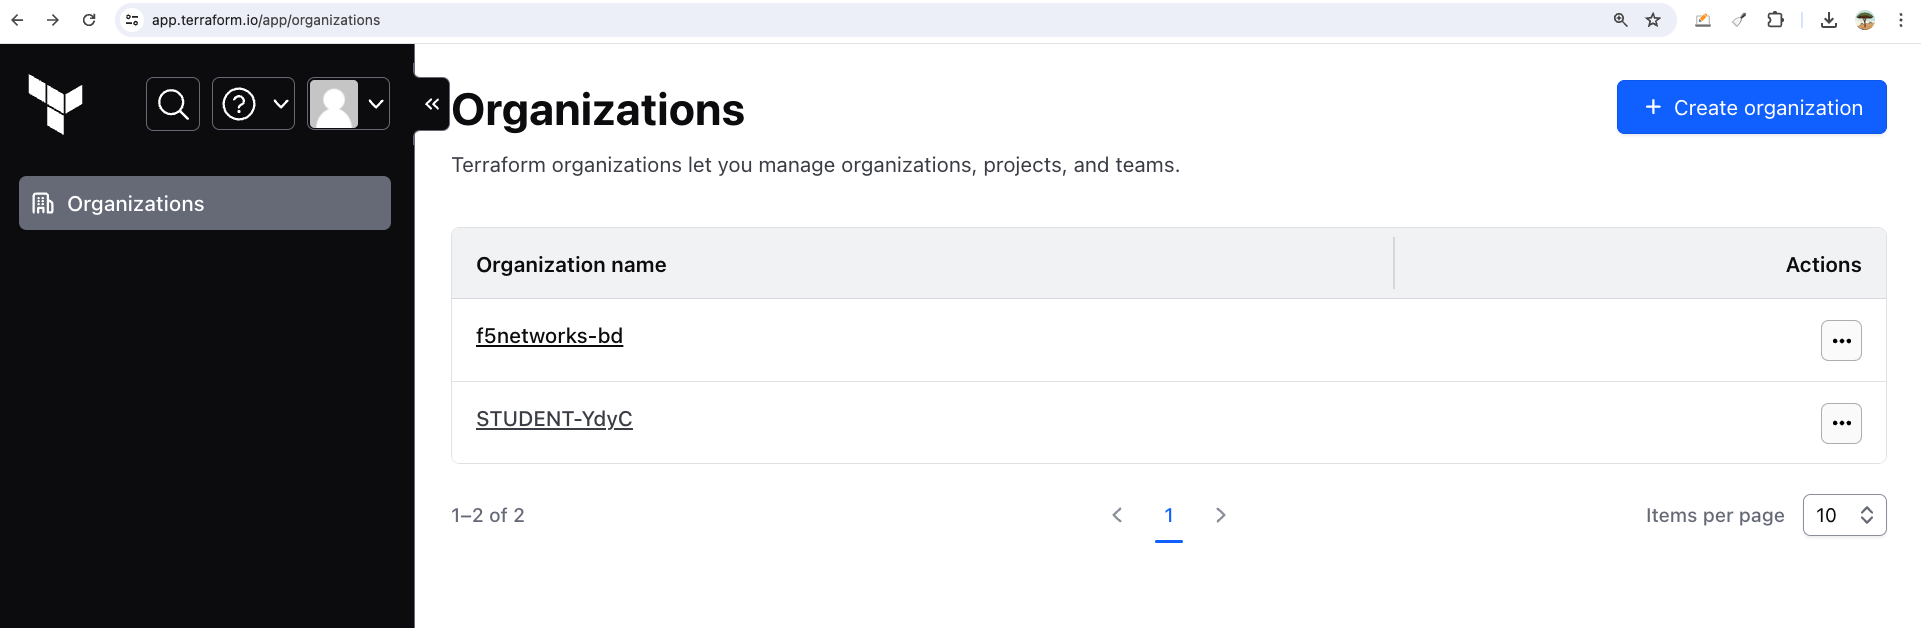 app.terraform.io/app/organizations
Organizations
+ Create organization
Terraform organizations let you manage organizations, projects, and teams.
Organizations
Organization name
Actions
f5networks-bd
STUDENT-YdyC
1–2 of 2
1
Items per page
10